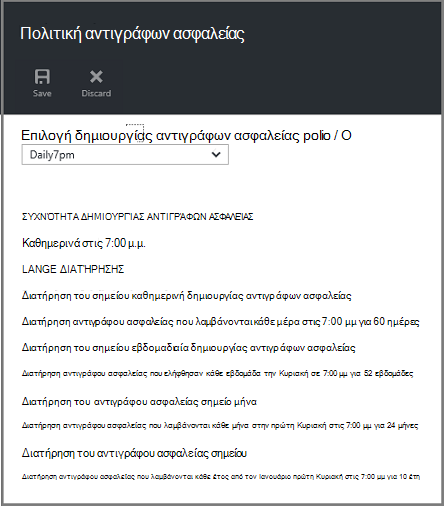 Πολιτική αντιγράφων ασφαλείας
Save Discard
Επιλογή δημιουργίας αντιγράφων ασφαλείας polio / O
Daily7pm
ΣΥΧΝΌΤΗΤΑ ΔΗΜΙΟΥΡΓΊΑΣ ΑΝΤΙΓΡΆΦΩΝ ΑΣΦΑΛΕΊΑΣ
Καθημερινά στις 7:00 μ.μ.
LANGE ΔΙΑΤΉΡΗΣΗΣ
Διατήρηση του σημείου καθημερινή δημιουργίας αντιγράφων ασφαλείας
Διατήρηση αντιγράφου ασφαλείας που λαμβάνονται κάθε μέρα στις 7:00 μμ για 60 ημέρες
Διατήρηση του σημείου εβδομαδιαία δημιουργίας αντιγράφων ασφαλείας
Διατήρηση αντιγράφου ασφαλείας που ελήφθησαν κάθε εβδομάδα την Κυριακή σε 7:00 μμ για 52 εβδομάδες
Διατήρηση του αντιγράφου ασφαλείας σημείο μήνα
Διατήρηση αντιγράφου ασφαλείας που λαμβάνονται κάθε μήνα στην πρώτη Κυριακή στις 7:00 μμ για 24 μήνες
Διατήρηση του αντιγράφου ασφαλείας σημείου
Διατήρηση αντιγράφου ασφαλείας που λαμβάνονται κάθε έτος από τον Ιανουάριο πρώτη Κυριακή στις 7:00 μμ για 10 έτη